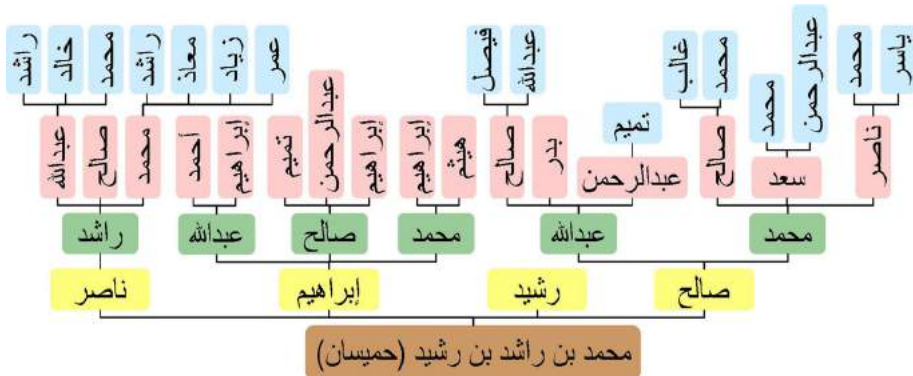 ياسر
محمد
عبدالرحمن
محمد
محمد
غالب
عبدالله
فيصل
عمر
زياد
معاذ
راشد
محمد
خالد
راشد
تميم
ناصر
سعد
صالح
عبدالرحمن
بدر
صالح
هيثم
إبراهيم
إبراهيم
عبدالرحمن
تميم
إبراهيم
أحمد
محمد
صالح
عبدالله
محمد
عبدالله
محمد
صالح
عبدالله
راشد
صالح
رشيد
إبراهيم
ناصر
محمد بن راشد بن رشيد (حميسان)